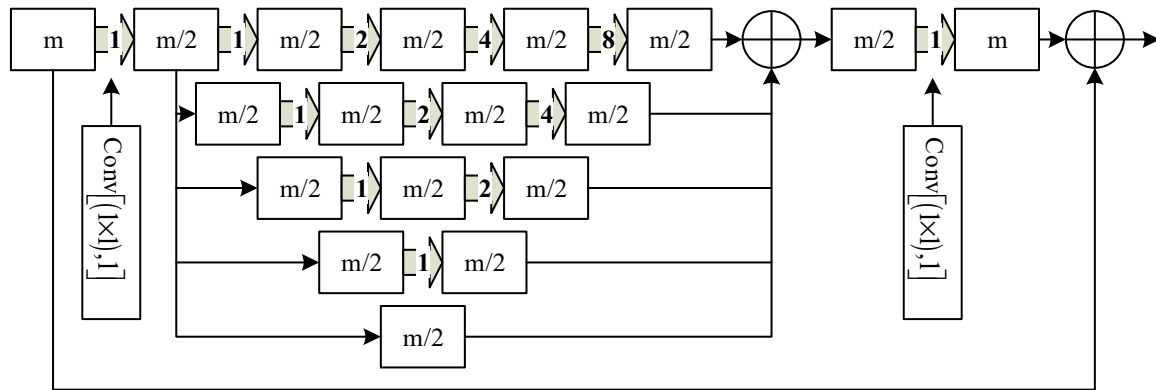 m 1 m/2 1 m/2 2 m/2 4 m/2 8 m/2 m/2 1 m
m/2 1 m/2 2 m/2 4 m/2
m/2 1 m/2 2 m/2
m/2 1 m/2
m/2
Conv[(1×1),1]
Conv[(1×1),1]